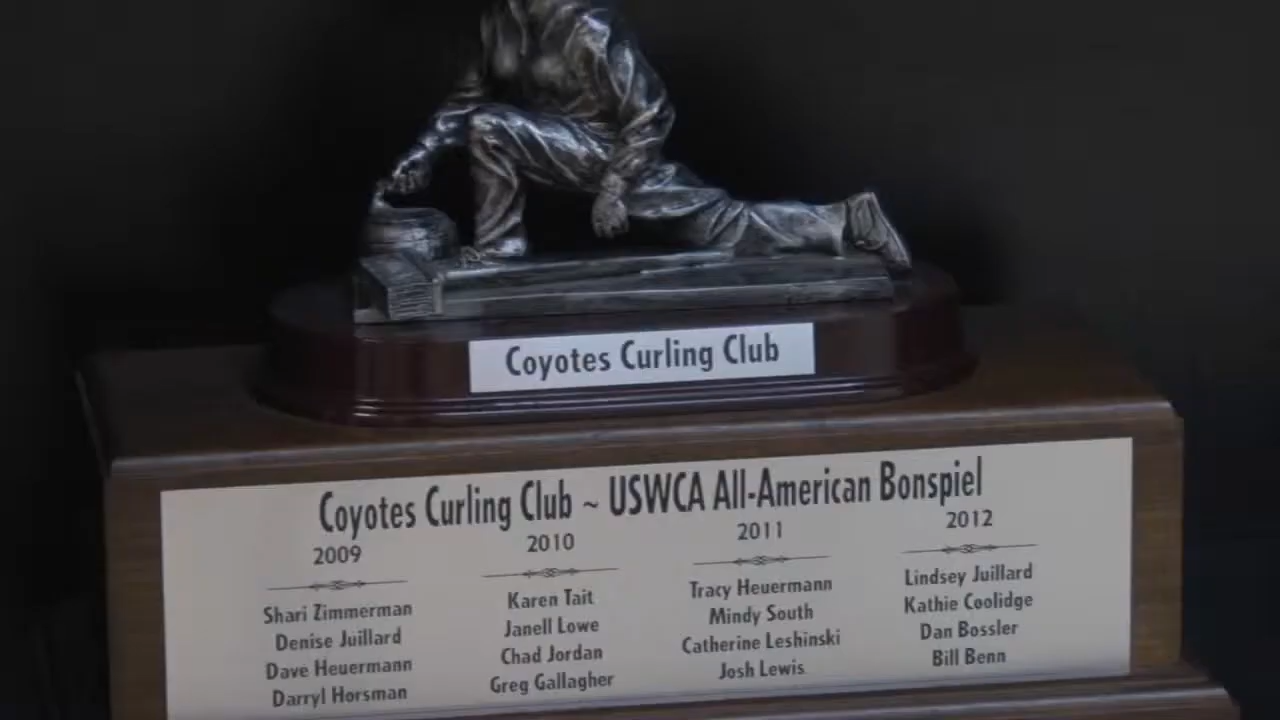 Coyotes Curling Club
Coyotes Curling Club ~ USWCA All-American Bonspiel
2009
Shari Zimmerman
Denise Juillard
Dave Heuermann
Darryl Horsman
2010
Karen Tait
Janell Lowe
Chad Jordan
Greg Gallagher
2011
Tracy Heuermann
Mindy South
Catherine Leshinski
Josh Lewis
2012
Lindsey Juillard
Kathie Coolidge
Dan Bossler
Bill Benn